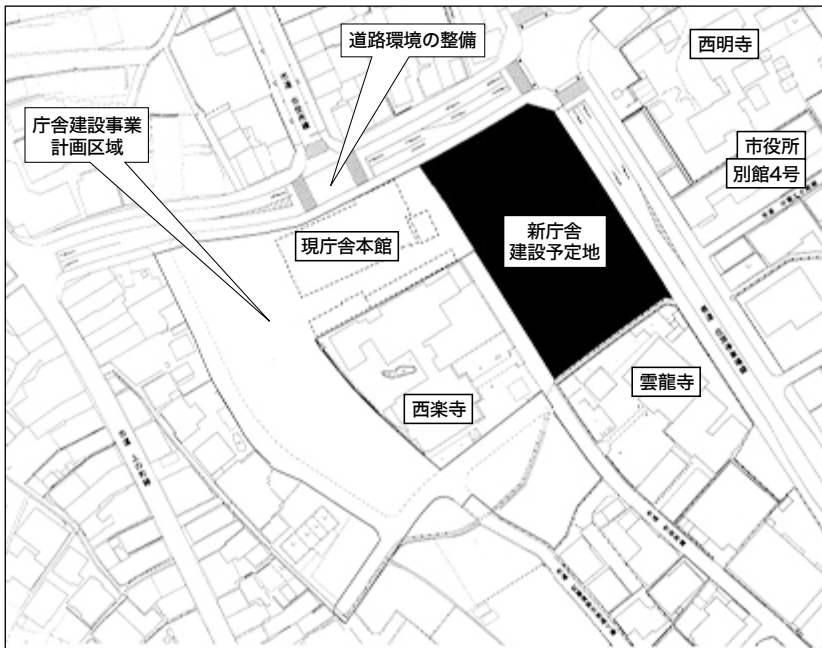 道路環境の整備
西明寺
庁舎建設事業
計画区域
市役所
別館4号
現庁舎本館
新庁舎
建設予定地
雲龍寺
西楽寺